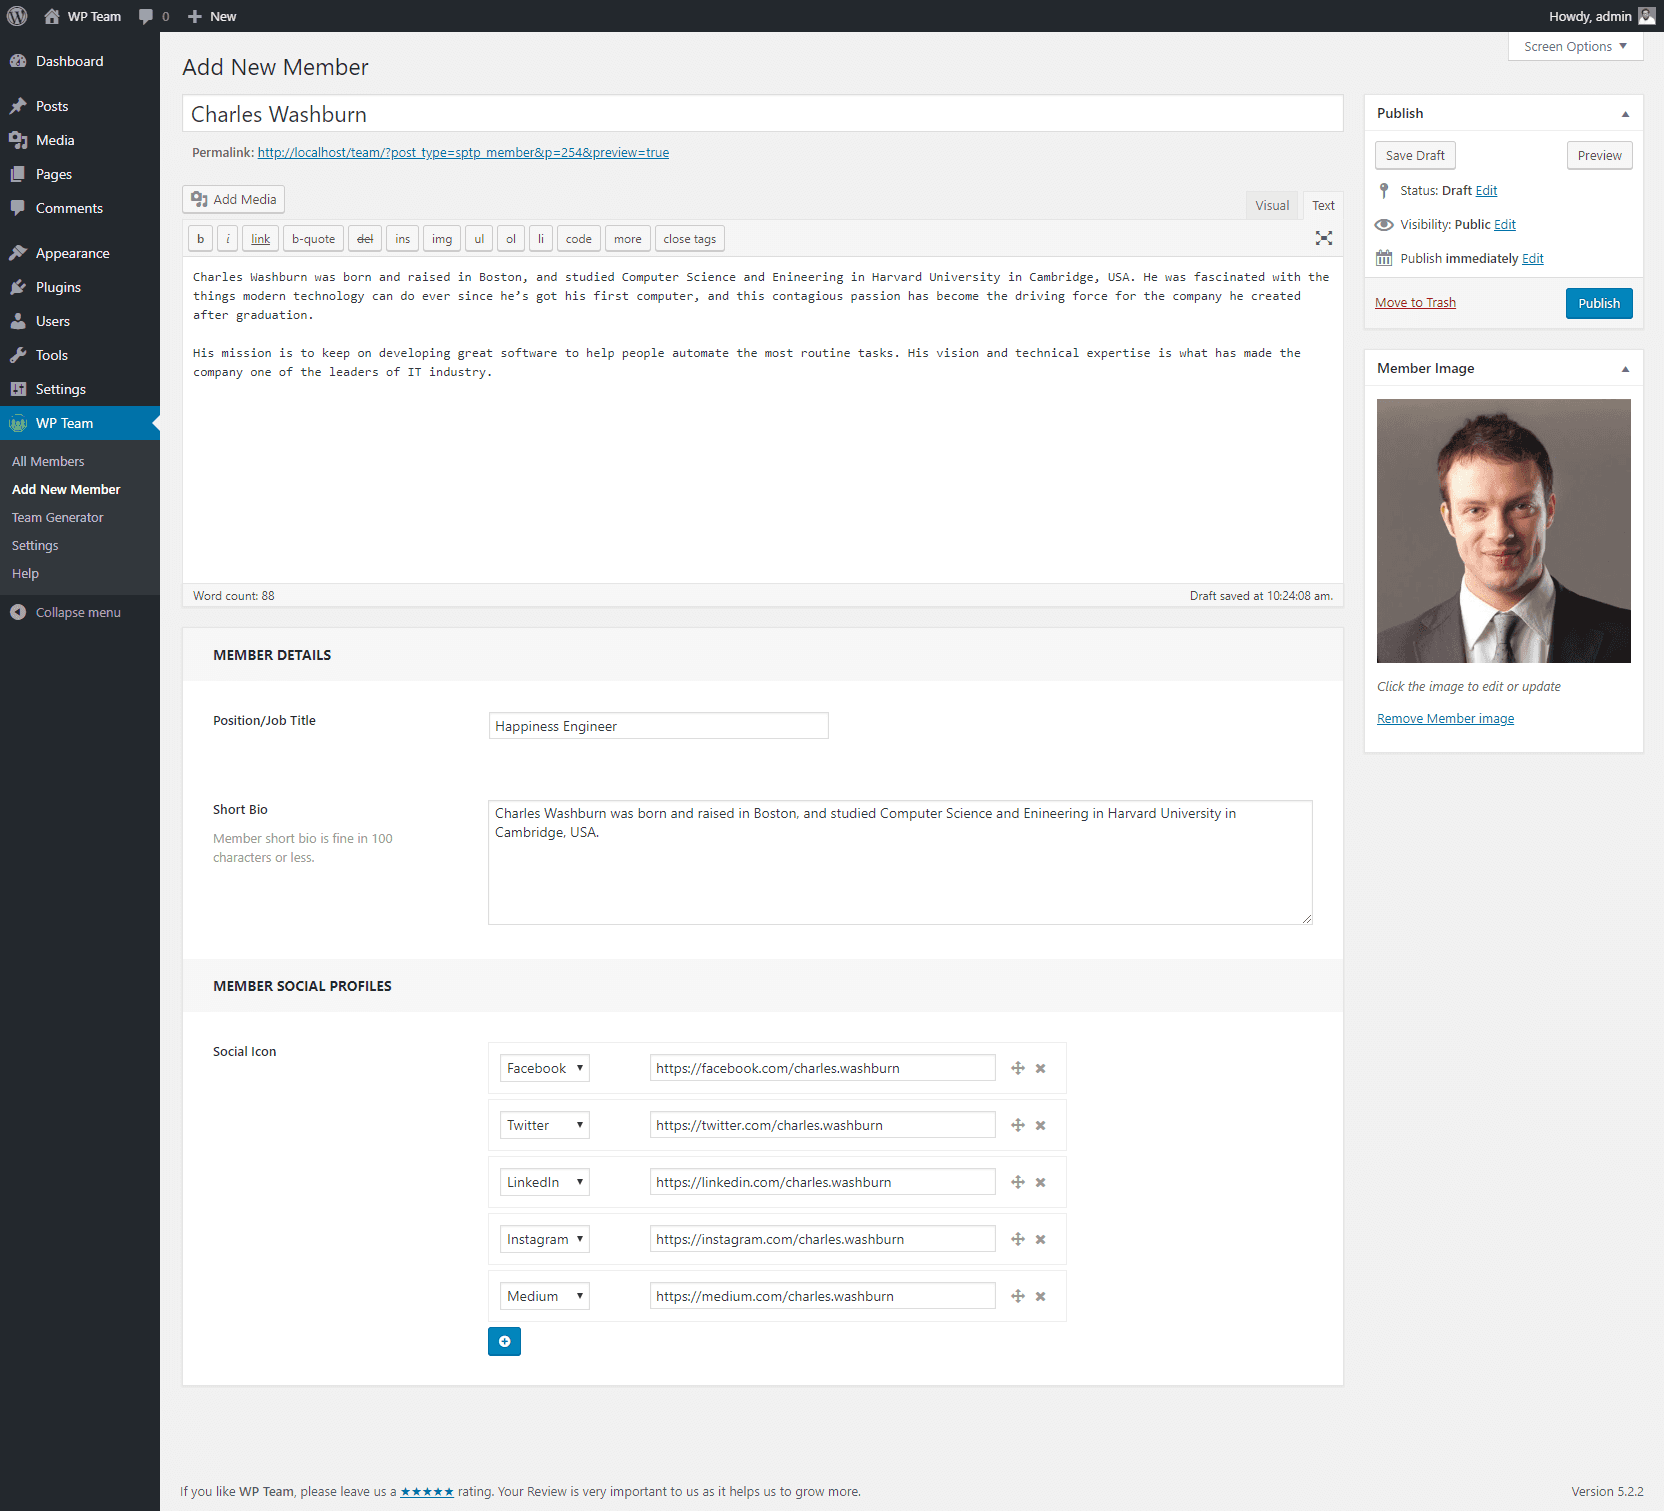 WP Team
0
New
Howdy, admin
Screen Options
Dashboard
Posts
Media
Pages
Comments
Appearance
Plugins
Users
Tools
Settings
WP Team
All Members
Add New Member
Team Generator
Settings
Help
Collapse menu
Add New Member
Charles Washburn
Permalink: http://localhost/team/?post_type=sptp_member&p=254&preview=true
Add Media
Visual Text
b i link b-quote del ins img ul ol li code more close tags
Charles Washburn was born and raised in Boston, and studied Computer Science and Enineering in Harvard University in Cambridge, USA. He was fascinated with the
things modern technology can do ever since he’s got his first computer, and this contagious passion has become the driving force for the company he created
after graduation.
His mission is to keep on developing great software to help people automate the most routine tasks. His vision and technical expertise is what has made the
company one of the leaders of IT industry.
Word count: 88
Draft saved at 10:24:08 am.
Publish
Save Draft
Preview
Status: Draft Edit
Visibility: Public Edit
Publish immediately Edit
Move to Trash
Publish
Member Image
Click the image to edit or update
Remove Member image
MEMBER DETAILS
Position/Job Title
Happiness Engineer
Short Bio
Member short bio is fine in 100
characters or less.
Charles Washburn was born and raised in Boston, and studied Computer Science and Enineering in Harvard University in
Cambridge, USA.
MEMBER SOCIAL PROFILES
Social Icon
Facebook https://facebook.com/charles.washburn
Twitter https://twitter.com/charles.washburn
LinkedIn https://linkedin.com/charles.washburn
Instagram https://instagram.com/charles.washburn
Medium https://medium.com/charles.washburn
If you like WP Team, please leave us a ★★★★★ rating. Your Review is very important to us as it helps us to grow more.
Version 5.2.2